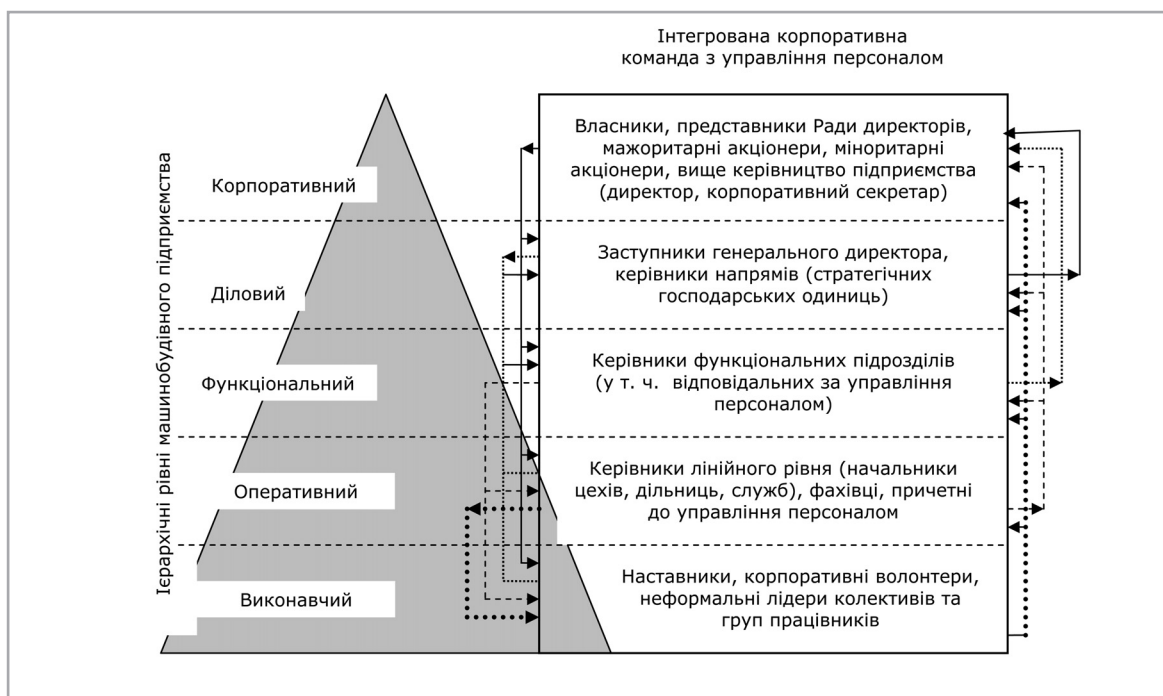 Інтегрована корпоративна
команда з управління персоналом
Ієрархічні рівні машинобудівного підприємства
Корпоративний
Власники, представники Ради директорів,
мажоритарні акціонери, міноритарні
акціонери, вище керівництво підприємства
(директор, корпоративний секретар)
Діловий
Заступники генерального директора,
керівники напрямів (стратегічних
господарських одиниць)
Функціональний
Керівники функціональних підрозділів
(у т. ч. відповідальних за управління
персоналом)
Оперативний
Керівники лінійного рівня (начальники
цехів, дільниць, служб), фахівці, причетні
до управління персоналом
Виконавчий
Наставники, корпоративні волонтери,
неформальні лідери колективів та
груп працівників